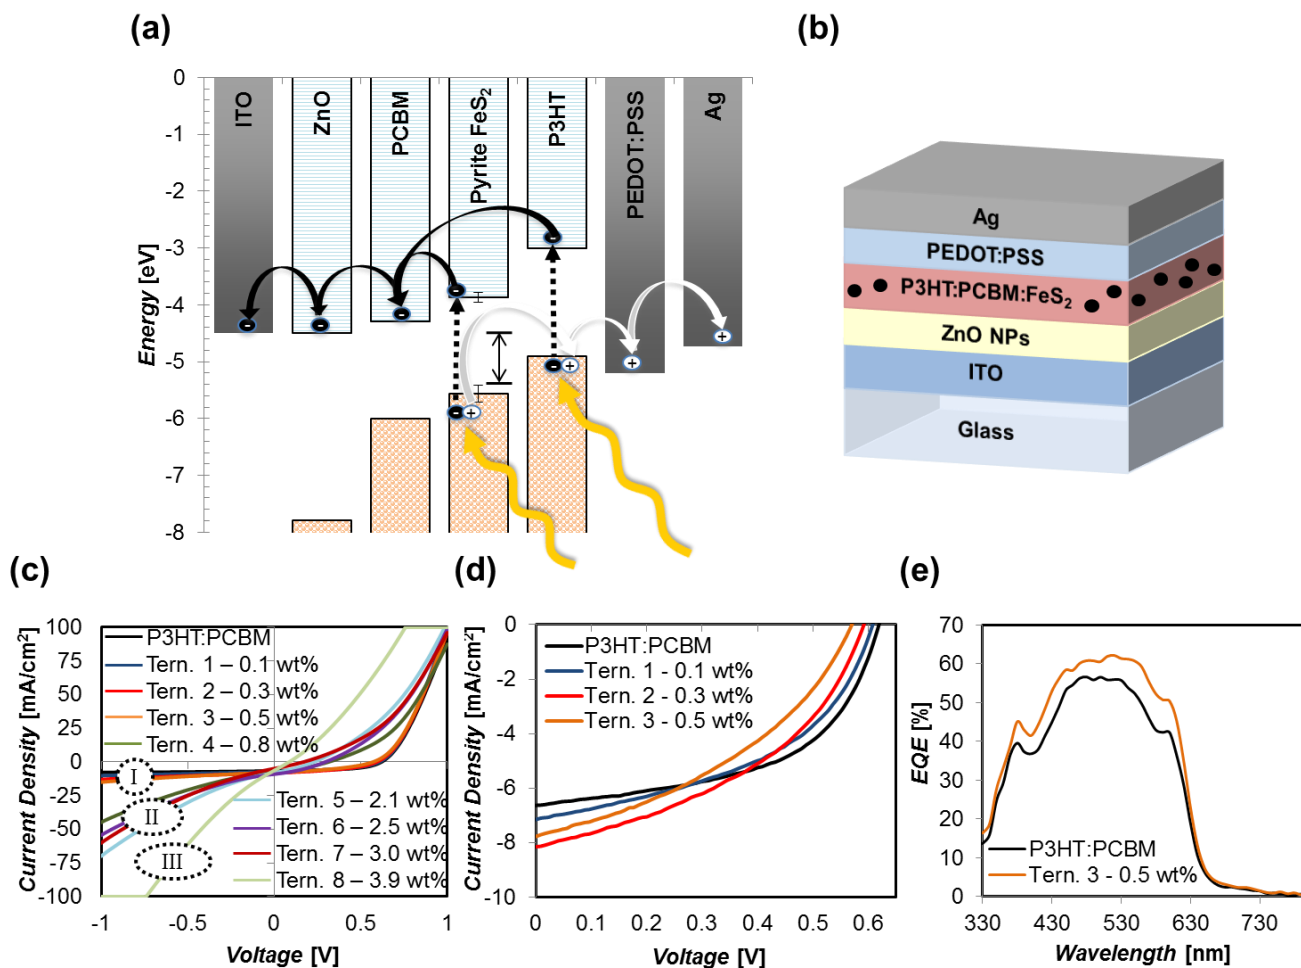 (a)
(b)
0
-1
-2
-3
-4
-5
-6
-7
-8
Energy [eV]
ITO
ZnO
PCBM
Pyrite FeS₂
P3HT
PEDOT:PSS
Ag
Ag
PEDOT:PSS
P3HT:PCBM:FeS₂
ZnO NPs
ITO
Glass
(c)
100
75
50
25
0
-25
-50
-75
-100
Current Density [mA/cm²]
P3HT:PCBM
Tern. 1 – 0.1 wt%
Tern. 2 – 0.3 wt%
Tern. 3 – 0.5 wt%
Tern. 4 – 0.8 wt%
I
II
III
Tern. 5 – 2.1 wt%
Tern. 6 – 2.5 wt%
Tern. 7 – 3.0 wt%
Tern. 8 – 3.9 wt%
-1 -0.5 0 0.5 1
Voltage [V]
(d)
0
-2
-4
-6
-8
-10
Current Density [mA/cm²]
P3HT:PCBM
Tern. 1 - 0.1 wt%
Tern. 2 - 0.3 wt%
Tern. 3 - 0.5 wt%
0 0.1 0.2 0.3 0.4 0.5 0.6
Voltage [V]
(e)
70
60
50
40
30
20
10
0
EQE [%]
P3HT:PCBM
Tern. 3 - 0.5 wt%
330 430 530 630 730
Wavelength [nm]